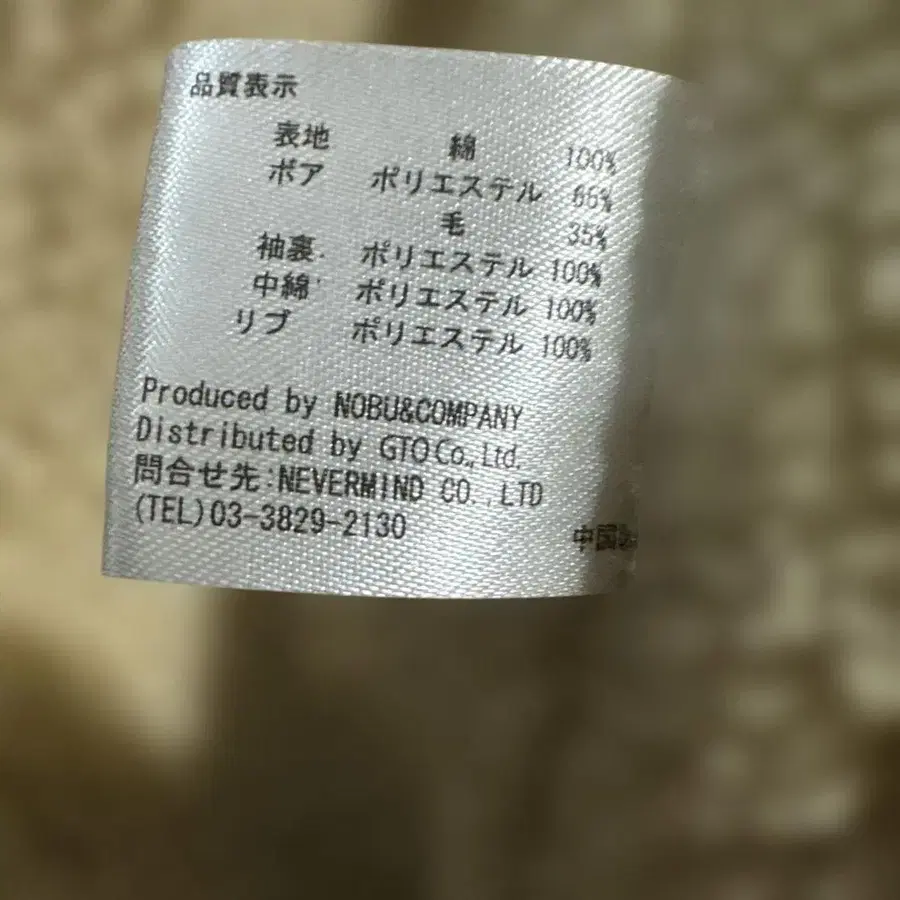 品質表示
表地 綿 100%
ボア ポリエステル 65%
毛 35%
袖裏 ポリエステル 100%
中綿 ポリエステル 100%
リブ ポリエステル 100%
Produced by NOBU&COMPANY
Distributed by GTO Co., Ltd.
問合せ先:NEVERMIND CO.,LTD
(TEL)03-3829-2130
中国